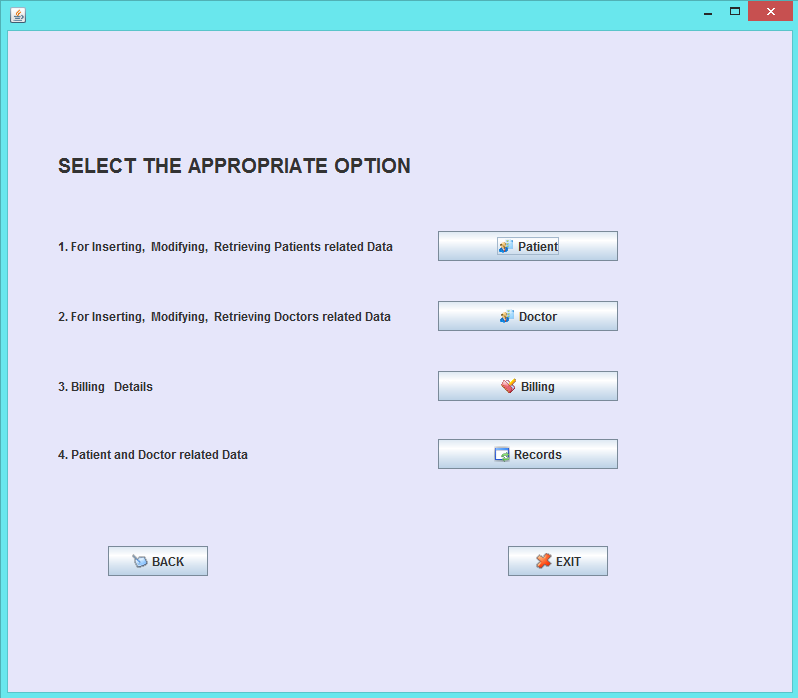 SELECT THE APPROPRIATE OPTION
1. For Inserting,  Modifying,  Retrieving Patients related Data
Patient
2. For Inserting,  Modifying,  Retrieving Doctors related Data
Doctor
3. Billing   Details
Billing
4. Patient and Doctor related Data
Records
BACK
EXIT